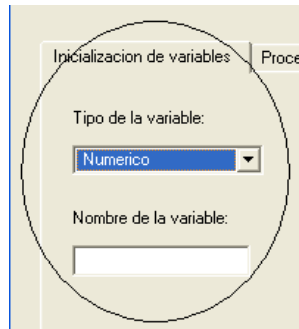 Inicializacion de variables Proce
Tipo de la variable:
Numerico
Nombre de la variable: